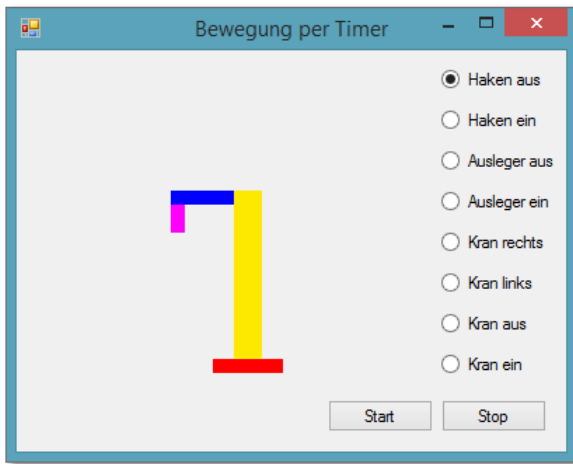 Bewegung per Timer
Haken aus
Haken ein
Ausleger aus
Ausleger ein
Kran rechts
Kran links
Kran aus
Kran ein
Start Stop